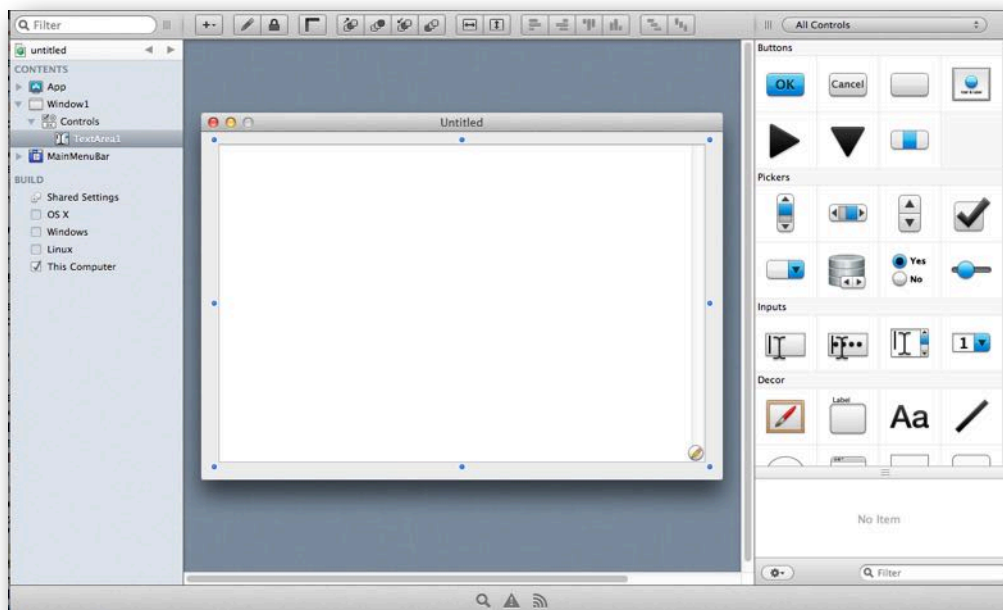 Filter
All Controls
untitled
CONTENTS
App
Window1
Controls
TextArea1
MainMenuBar
BUILD
Shared Settings
OS X
Windows
Linux
This Computer
Untitled
Buttons
OK
Cancel
Pickers
Yes
No
Inputs
1
Decor
Label
Aa
No Item
Filter